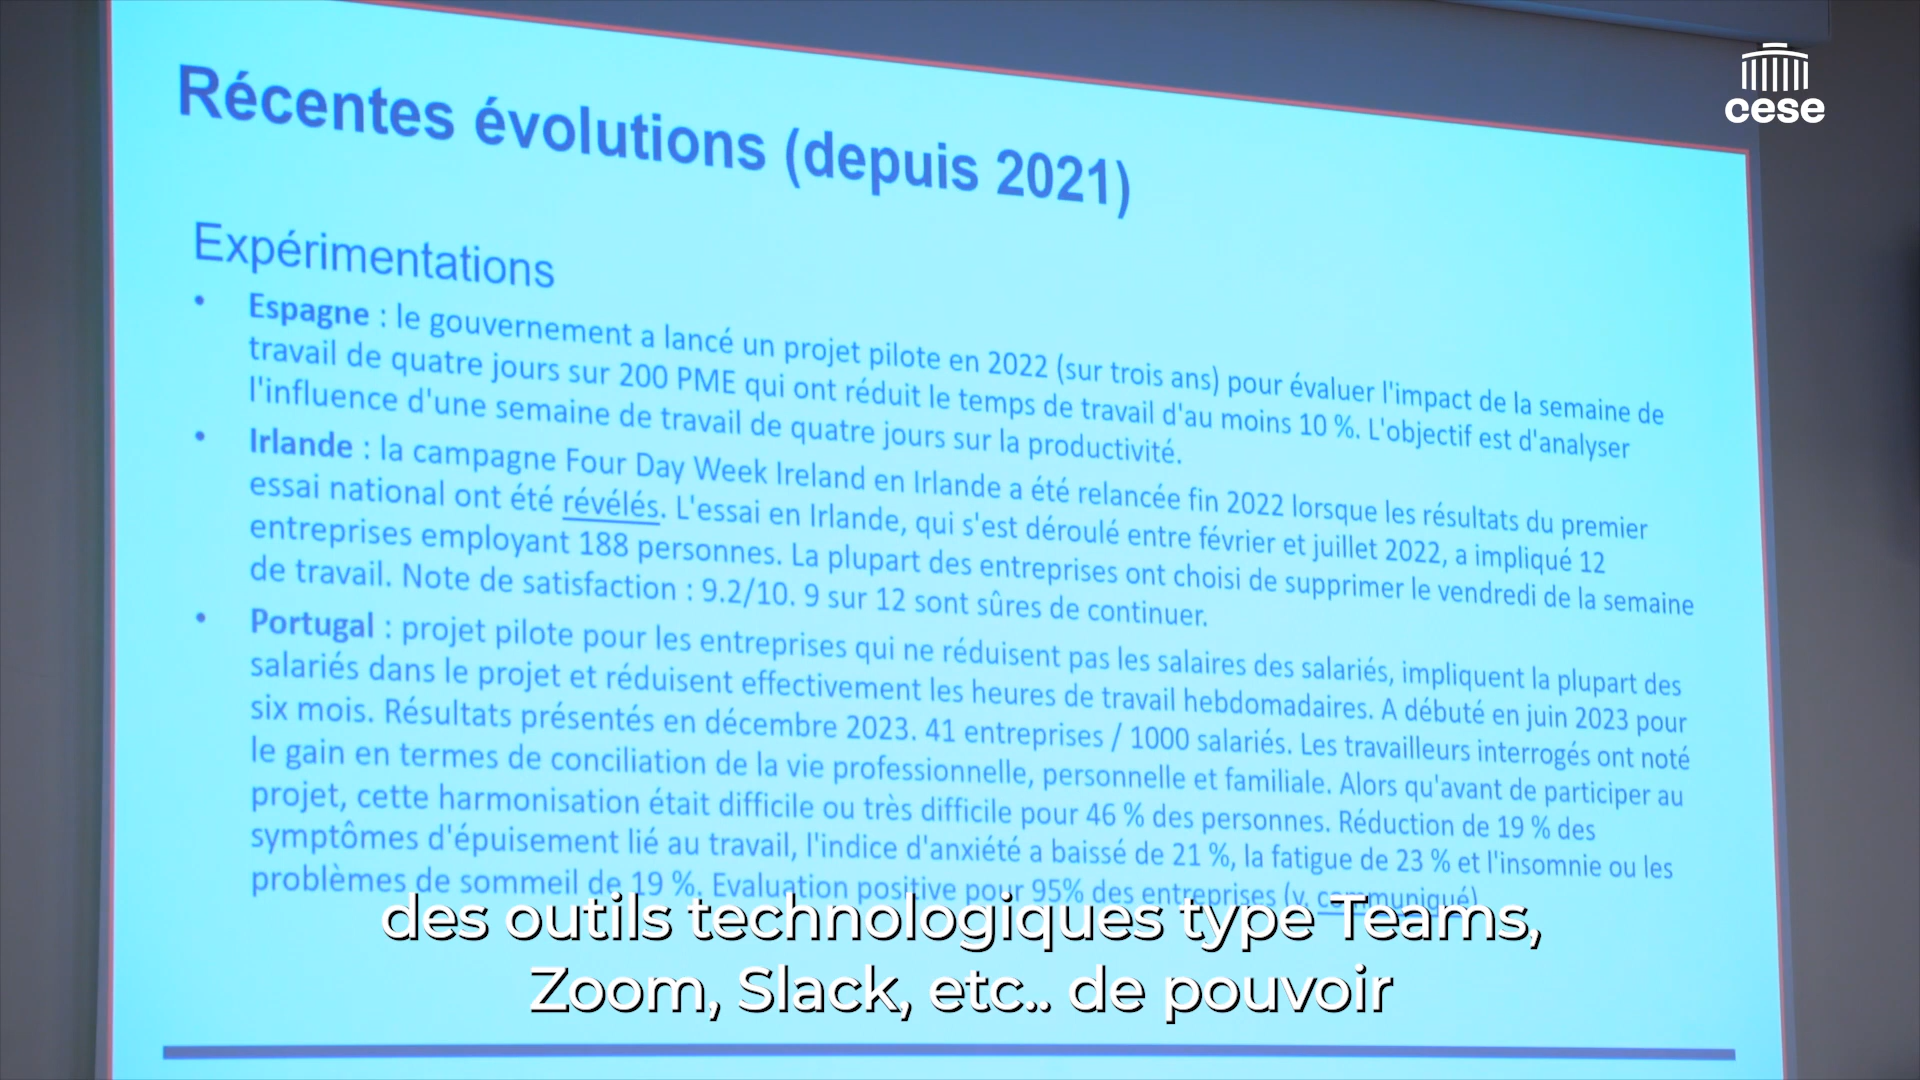 cese
Récentes évolutions (depuis 2021)
Expérimentations
• Espagne : le gouvernement a lancé un projet pilote en 2022 (sur trois ans) pour évaluer l'impact de la semaine de
travail de quatre jours sur 200 PME qui ont réduit le temps de travail d'au moins 10 %. L'objectif est d'analyser
l'influence d'une semaine de travail de quatre jours sur la productivité.
• Irlande : la campagne Four Day Week Ireland en Irlande a été relancée fin 2022 lorsque les résultats du premier
essai national ont été révélés. L'essai en Irlande, qui s'est déroulé entre février et juillet 2022, a impliqué 12
entreprises employant 188 personnes. La plupart des entreprises ont choisi de supprimer le vendredi de la semaine
de travail. Note de satisfaction : 9.2/10. 9 sur 12 sont sûres de continuer.
• Portugal : projet pilote pour les entreprises qui ne réduisent pas les salaires des salariés, impliquent la plupart des
salariés dans le projet et réduisent effectivement les heures de travail hebdomadaires. A débuté en juin 2023 pour
six mois. Résultats présentés en décembre 2023. 41 entreprises / 1000 salariés. Les travailleurs interrogés ont noté
le gain en termes de conciliation de la vie professionnelle, personnelle et familiale. Alors qu'avant de participer au
projet, cette harmonisation était difficile ou très difficile pour 46 % des personnes. Réduction de 19 % des
symptômes d'épuisement lié au travail, l'indice d'anxiété a baissé de 21 %, la fatigue de 23 % et l'insomnie ou les
problèmes de sommeil de 19 %. Evaluation positive pour 95% des entreprises (v. communiqué)
des outils technologiques type Teams,
Zoom, Slack, etc.. de pouvoir